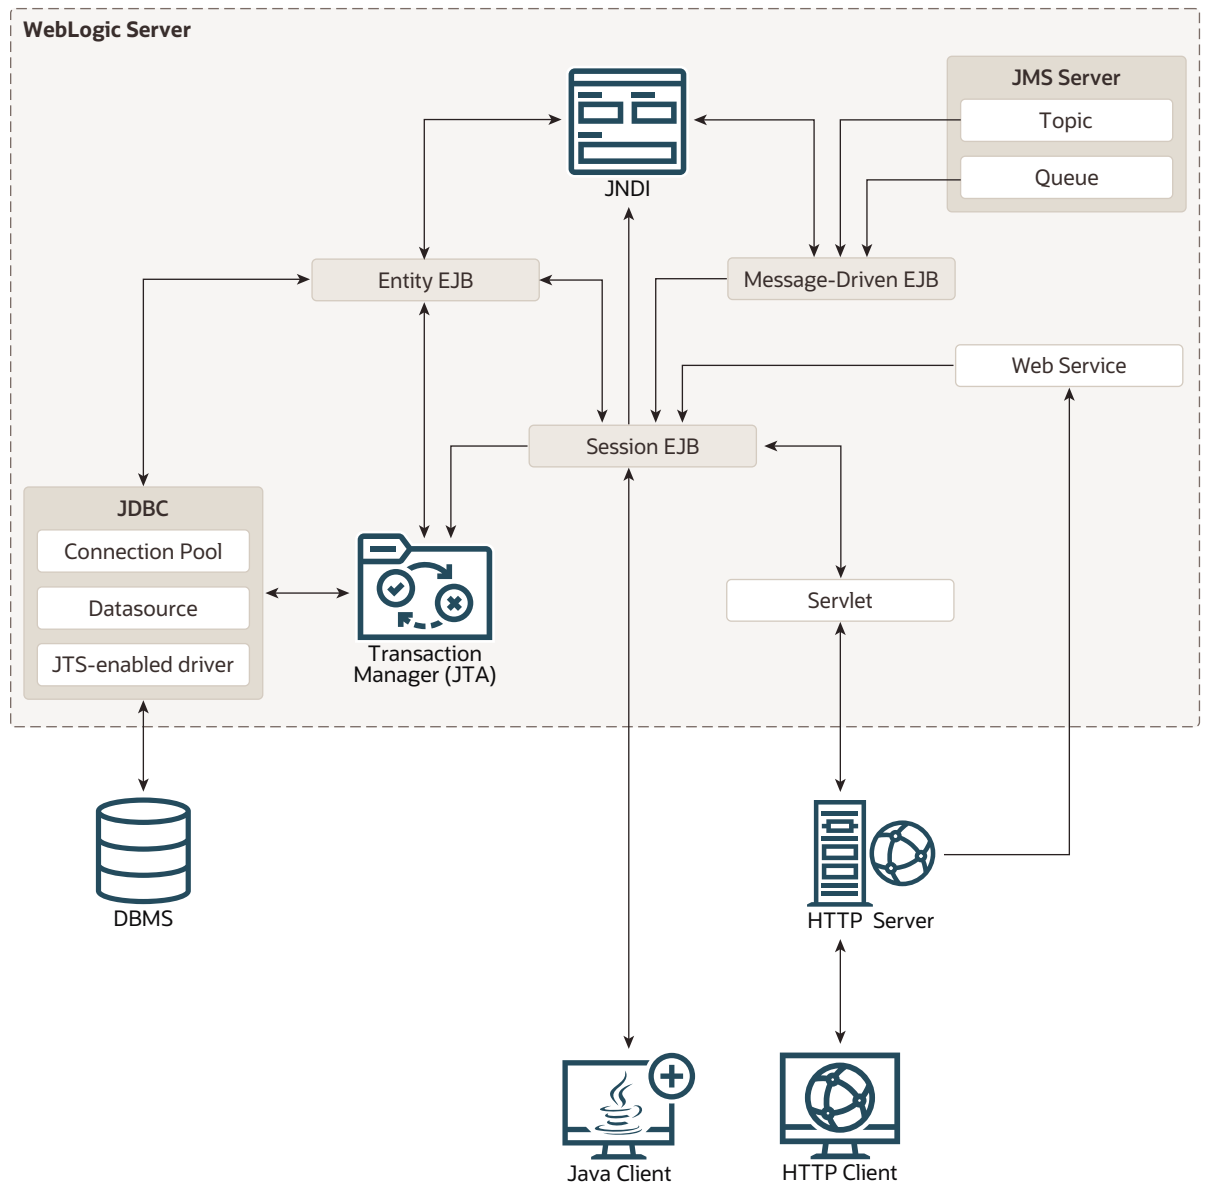 WebLogic Server
JMS Server
Topic
Queue
JNDI
Entity EJB
Message-Driven EJB
Web Service
Session EJB
JDBC
Connection Pool
Datasource
JTS-enabled driver
Transaction
Manager (JTA)
Servlet
DBMS
HTTP Server
Java Client
HTTP Client